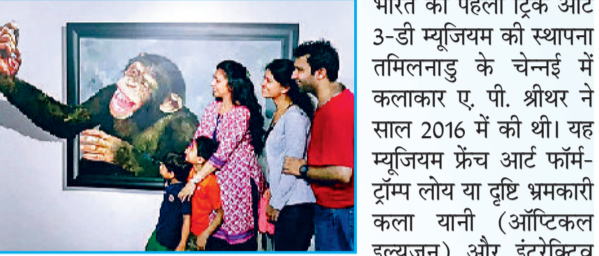 भारत का पहला ट्रिक आर्ट
3-डी म्यूजियम की स्थापना
तमिलनाडु के चेन्नई में
कलाकार ए. पी. श्रीथर ने
साल 2016 में की थी। यह
म्यूजियम फ्रेंच आर्ट फॉर्म-
ट्रॉम्प लोय या दृष्टि भ्रमकारी
कला यानी (ऑप्टिकल
इल्यूजन) और इंटरेक्टिव